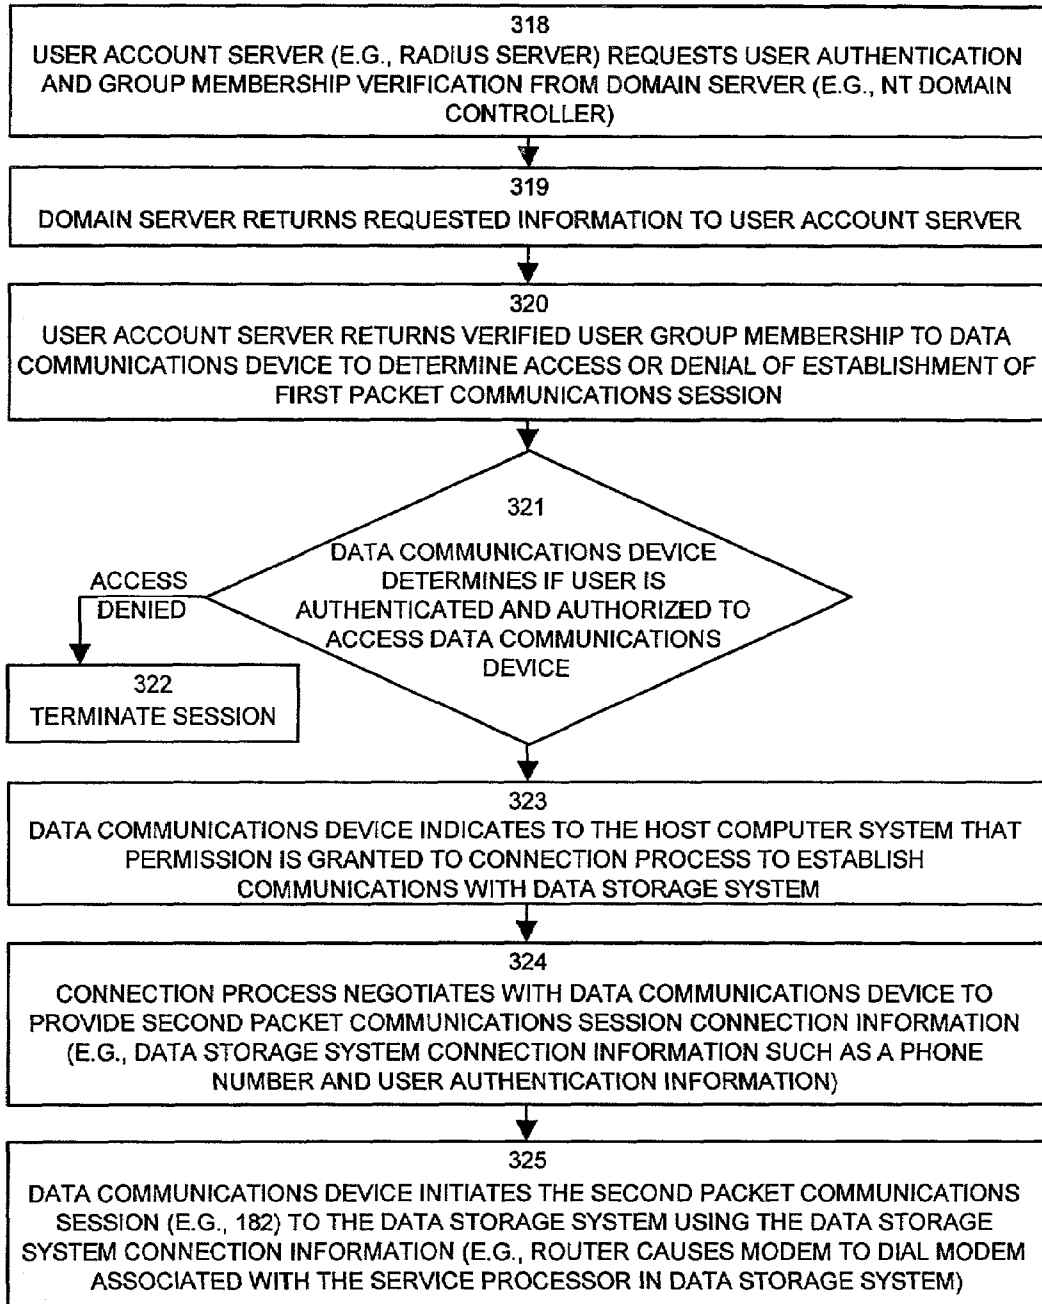 318
USER ACCOUNT SERVER (E.G., RADIUS SERVER) REQUESTS USER AUTHENTICATION
AND GROUP MEMBERSHIP VERIFICATION FROM DOMAIN SERVER (E.G., NT DOMAIN
CONTROLLER)
319
DOMAIN SERVER RETURNS REQUESTED INFORMATION TO USER ACCOUNT SERVER
320
USER ACCOUNT SERVER RETURNS VERIFIED USER GROUP MEMBERSHIP TO DATA
COMMUNICATIONS DEVICE TO DETERMINE ACCESS OR DENIAL OF ESTABLISHMENT OF
FIRST PACKET COMMUNICATIONS SESSION
321
DATA COMMUNICATIONS DEVICE
DETERMINES IF USER IS
AUTHENTICATED AND AUTHORIZED TO
ACCESS DATA COMMUNICATIONS
DEVICE
ACCESS
DENIED
322
TERMINATE SESSION
323
DATA COMMUNICATIONS DEVICE INDICATES TO THE HOST COMPUTER SYSTEM THAT
PERMISSION IS GRANTED TO CONNECTION PROCESS TO ESTABLISH
COMMUNICATIONS WITH DATA STORAGE SYSTEM
324
CONNECTION PROCESS NEGOTIATES WITH DATA COMMUNICATIONS DEVICE TO
PROVIDE SECOND PACKET COMMUNICATIONS SESSION CONNECTION INFORMATION
(E.G., DATA STORAGE SYSTEM CONNECTION INFORMATION SUCH AS A PHONE
NUMBER AND USER AUTHENTICATION INFORMATION)
325
DATA COMMUNICATIONS DEVICE INITIATES THE SECOND PACKET COMMUNICATIONS
SESSION (E.G., 182) TO THE DATA STORAGE SYSTEM USING THE DATA STORAGE
SYSTEM CONNECTION INFORMATION (E.G., ROUTER CAUSES MODEM TO DIAL MODEM
ASSOCIATED WITH THE SERVICE PROCESSOR IN DATA STORAGE SYSTEM)